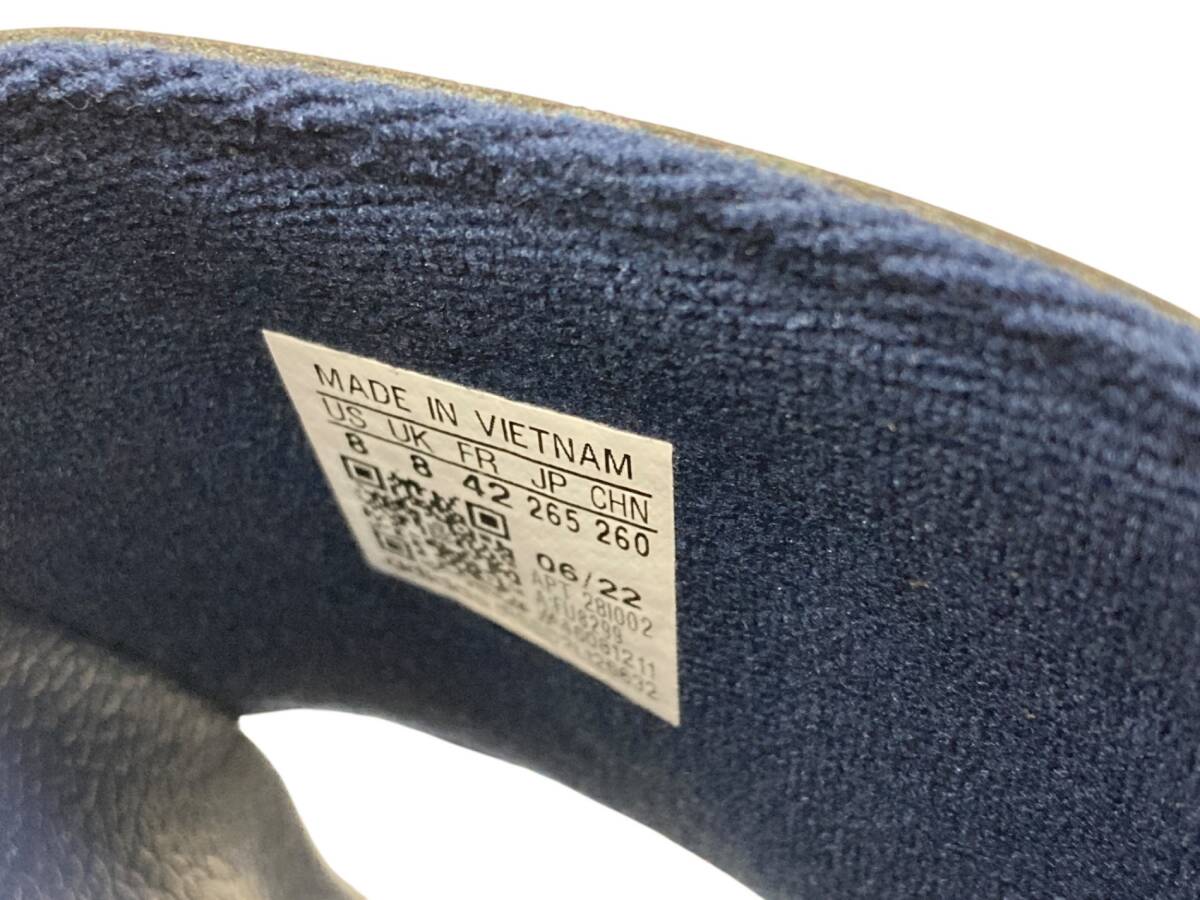 MADE IN VIETNAM
US UK FR JP CHN
8 8 42 265 260
06/22
APT 28I002